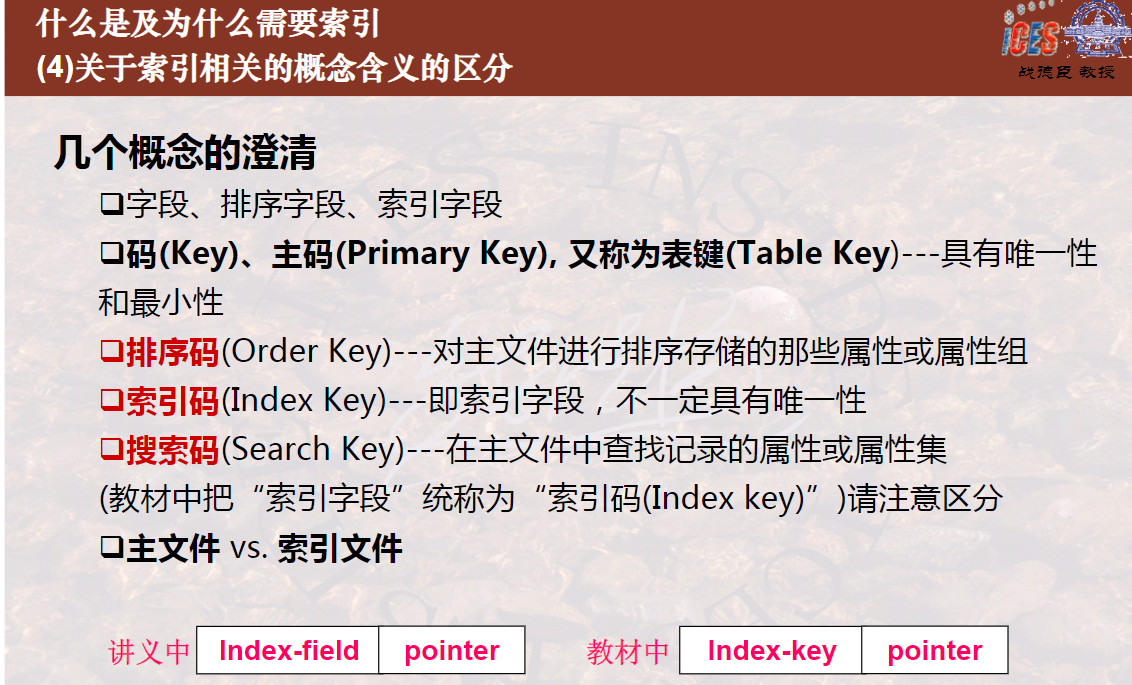 什么是及为什么需要索引
(4)关于索引相关的概念含义的区分
iCES
战德臣 教授
几个概念的澄清
❑字段、排序字段、索引字段
❑码(Key)、主码(Primary Key), 又称为表键(Table Key)---具有唯一性
和最小性
❑排序码(Order Key)---对主文件进行排序存储的那些属性或属性组
❑索引码(Index Key)---即索引字段，不一定具有唯一性
❑搜索码(Search Key)---在主文件中查找记录的属性或属性集
(教材中把“索引字段”统称为“索引码(Index key)”)请注意区分
❑主文件 vs. 索引文件
讲义中 Index-field pointer 教材中 Index-key pointer